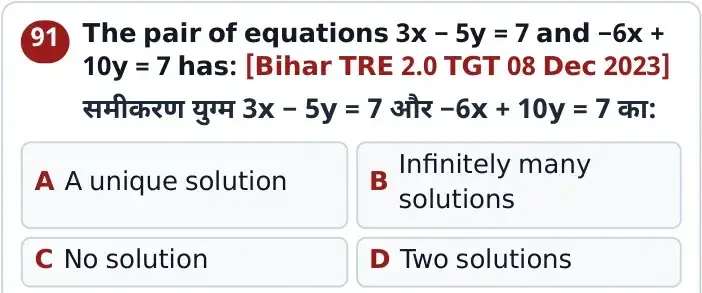 91 The pair of equations 3x − 5y = 7 and −6x +
10y = 7 has: [Bihar TRE 2.0 TGT 08 Dec 2023]
समीकरण युग्म 3x − 5y = 7 और −6x + 10y = 7 का:
A A unique solution
B Infinitely many
solutions
C No solution
D Two solutions